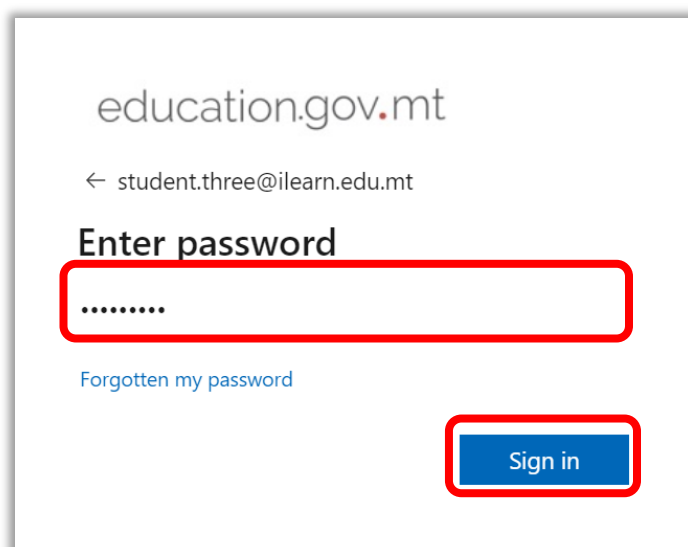 education.gov.mt
← student.three@ilearn.edu.mt
Enter password
•••••••••
Forgotten my password
Sign in